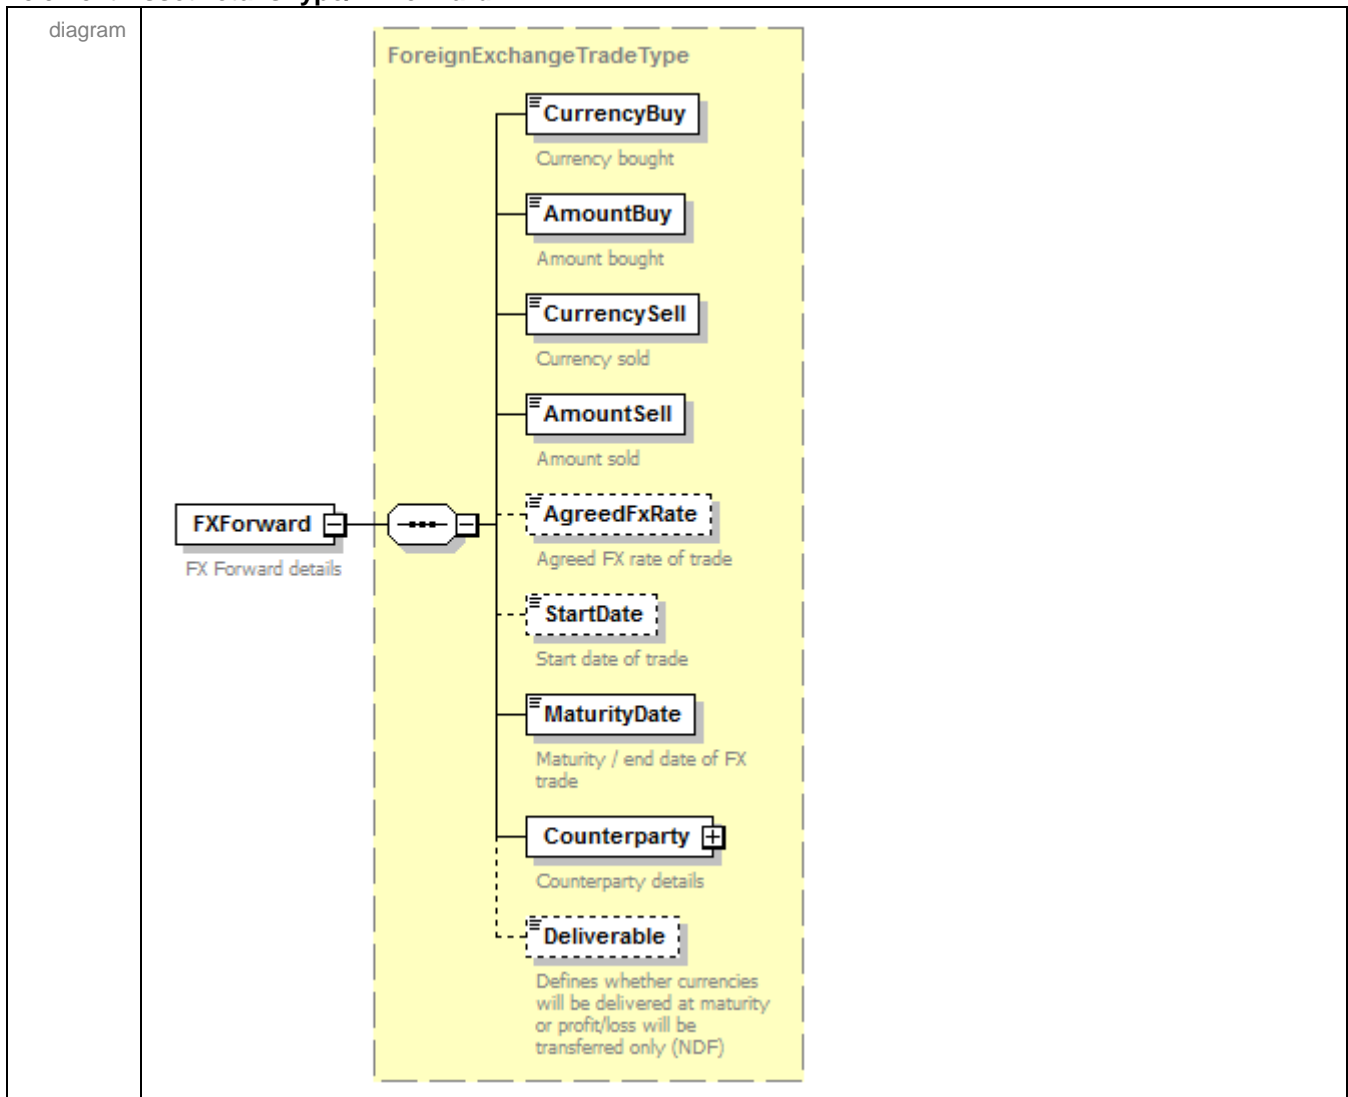 diagram
ForeignExchangeTradeType
CurrencyBuy
Currency bought
AmountBuy
Amount bought
CurrencySell
Currency sold
AmountSell
Amount sold
AgreedFxRate
Agreed FX rate of trade
FXForward
FX Forward details
StartDate
Start date of trade
MaturityDate
Maturity / end date of FX
trade
Counterparty
Counterparty details
Deliverable
Defines whether currencies
will be delivered at maturity
or profit/loss will be
transferred only (NDF)